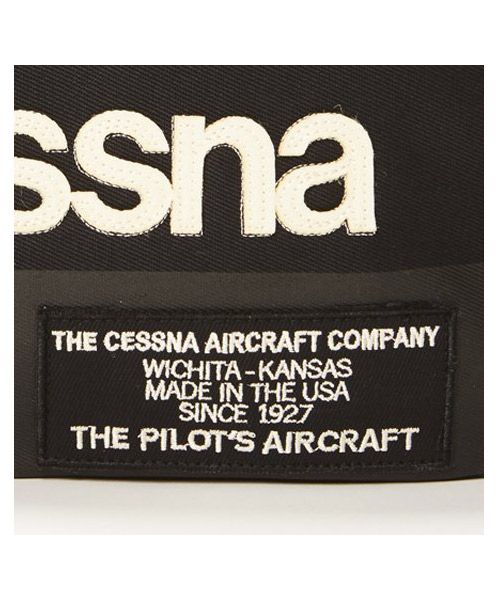 ssna
THE CESSNA AIRCRAFT COMPANY
WICHITA - KANSAS
MADE IN THE USA
SINCE 1927
THE PILOT'S AIRCRAFT